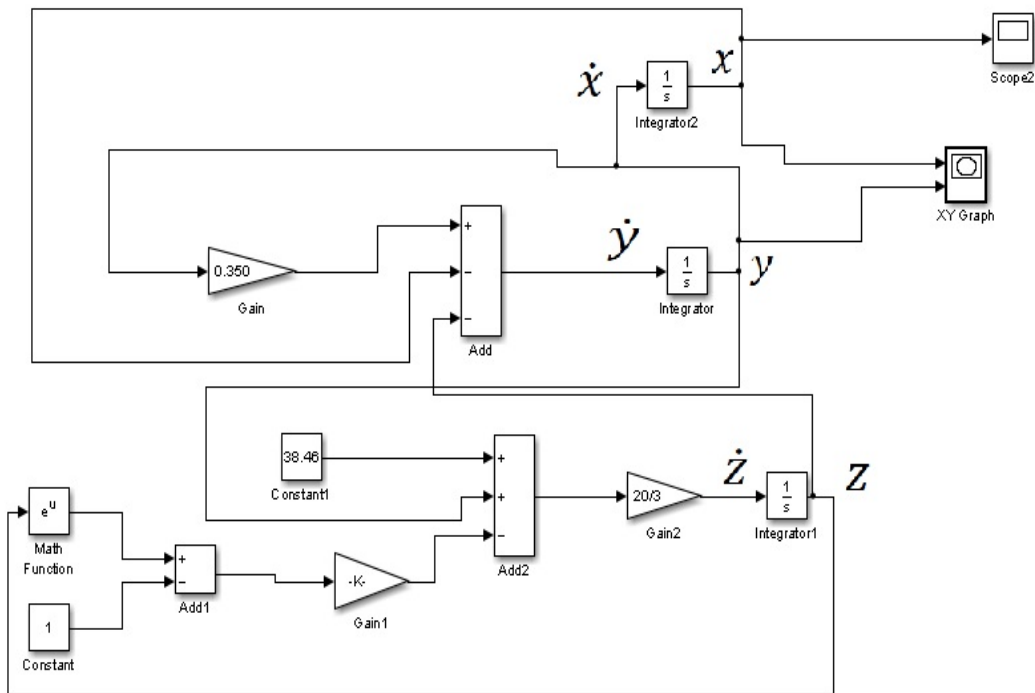 x
Scope2
ẋ
1
s
Integrator2
XY Graph
+
0.350
Gain
−
−
Add
ẏ
1
s
Integrator
y
38.46
Constant1
+
+
−
Add2
20/3
Gain2
ż
1
s
Integrator1
z
e^u
Math
Function
+
−
Add1
-K-
Gain1
1
Constant